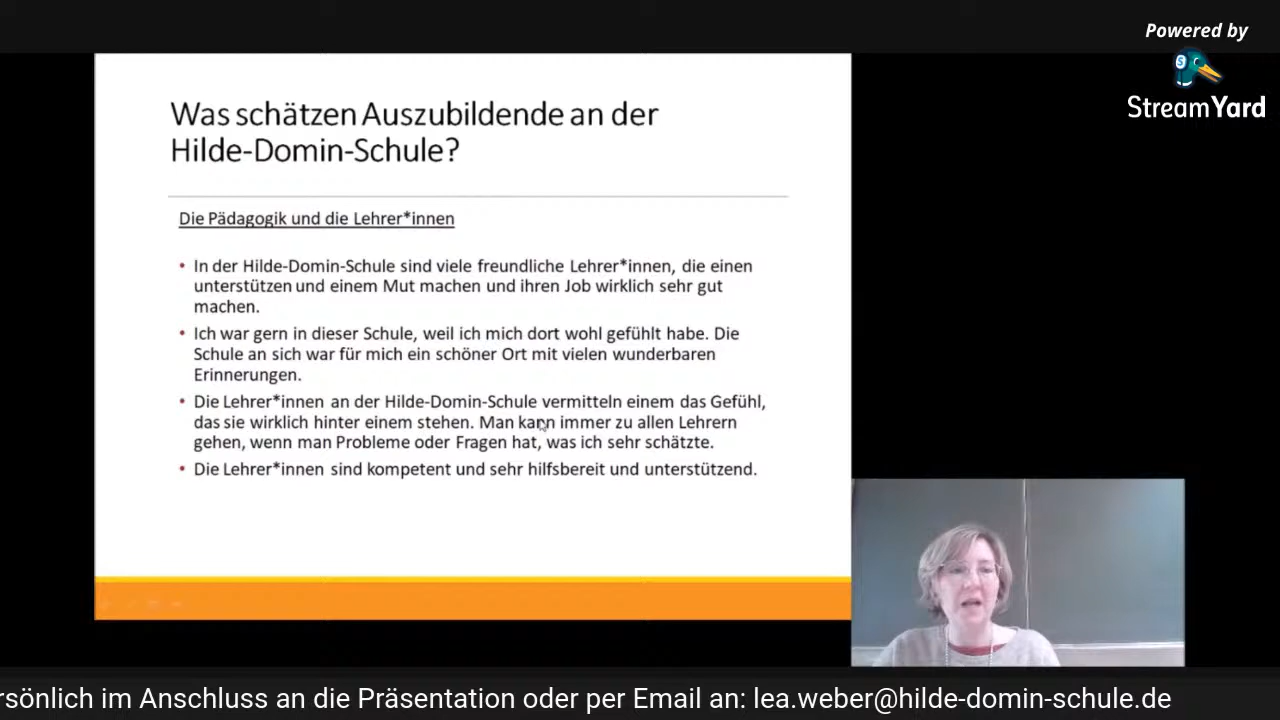 Powered by
StreamYard
Was schätzen Auszubildende an der
Hilde-Domin-Schule?
Die Pädagogik und die Lehrer*innen
• In der Hilde-Domin-Schule sind viele freundliche Lehrer*innen, die einen
unterstützen und einem Mut machen und ihren Job wirklich sehr gut
machen.
• Ich war gern in dieser Schule, weil ich mich dort wohl gefühlt habe. Die
Schule an sich war für mich ein schöner Ort mit vielen wunderbaren
Erinnerungen.
• Die Lehrer*innen an der Hilde-Domin-Schule vermitteln einem das Gefühl,
das sie wirklich hinter einem stehen. Man kann immer zu allen Lehrern
gehen, wenn man Probleme oder Fragen hat, was ich sehr schätzte.
• Die Lehrer*innen sind kompetent und sehr hilfsbereit und unterstützend.
rsönlich im Anschluss an die Präsentation oder per Email an: lea.weber@hilde-domin-schule.de